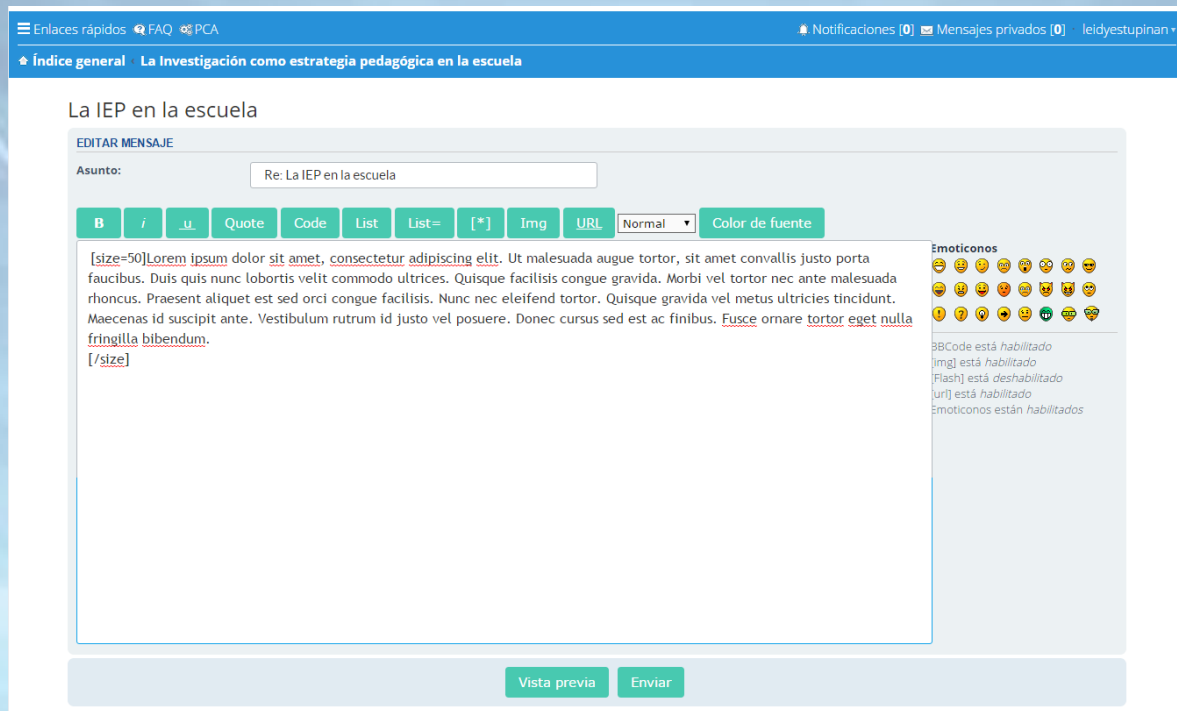 Enlaces rápidos FAQ PCA Notificaciones [0] Mensajes privados [0] leidyestupinan
Índice general La Investigación como estrategia pedagógica en la escuela
La IEP en la escuela
EDITAR MENSAJE
Asunto: Re: La IEP en la escuela
B i u Quote Code List List= [*] Img URL Normal Color de fuente
[size=50]Lorem ipsum dolor sit amet, consectetur adipiscing elit. Ut malesuada augue tortor, sit amet convallis justo porta
faucibus. Duis quis nunc lobortis velit commodo ultrices. Quisque facilisis congue gravida. Morbi vel tortor nec ante malesuada
rhoncus. Praesent aliquet est sed orci congue facilisis. Nunc nec eleifend tortor. Quisque gravida vel metus ultricies tincidunt.
Maecenas id suscipit ante. Vestibulum rutrum id justo vel posuere. Donec cursus sed est ac finibus. Fusce ornare tortor eget nulla
fringilla bibendum.
[/size]
Emoticonos
BBCode está habilitado
[img] está habilitado
[Flash] está deshabilitado
[url] está habilitado
Emoticonos están habilitados
Vista previa Enviar